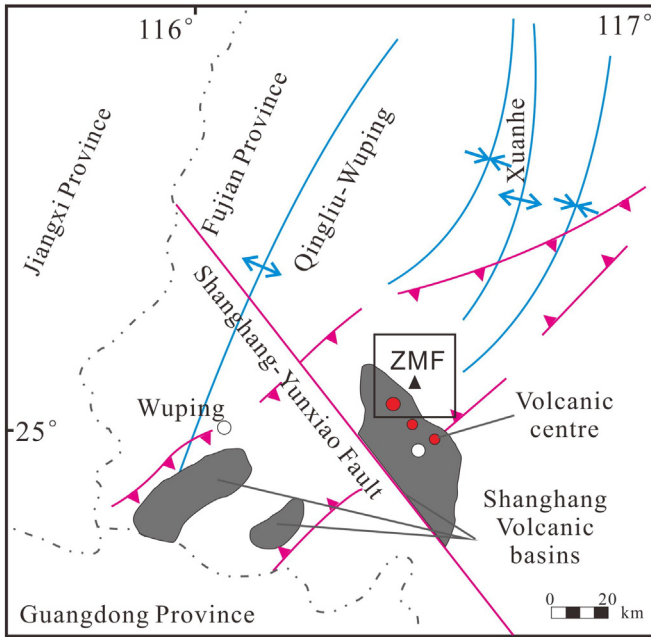 116°
117°
Jiangxi Province
Fujian Province
Qingliu-Wuping
Xuanhe
Shanghang-Yunxiao Fault
ZMF
Wuping
25°
Volcanic
centre
Shanghang
Volcanic
basins
Guangdong Province
0 20
km